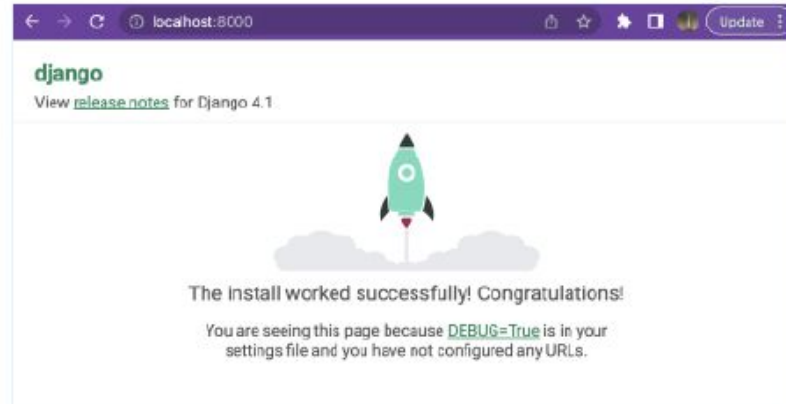 localhost:8000
Update
django
View release notes for Django 4.1
The install worked successfully! Congratulations!
You are seeing this page because DEBUG=True is in your
settings file and you have not configured any URLs.